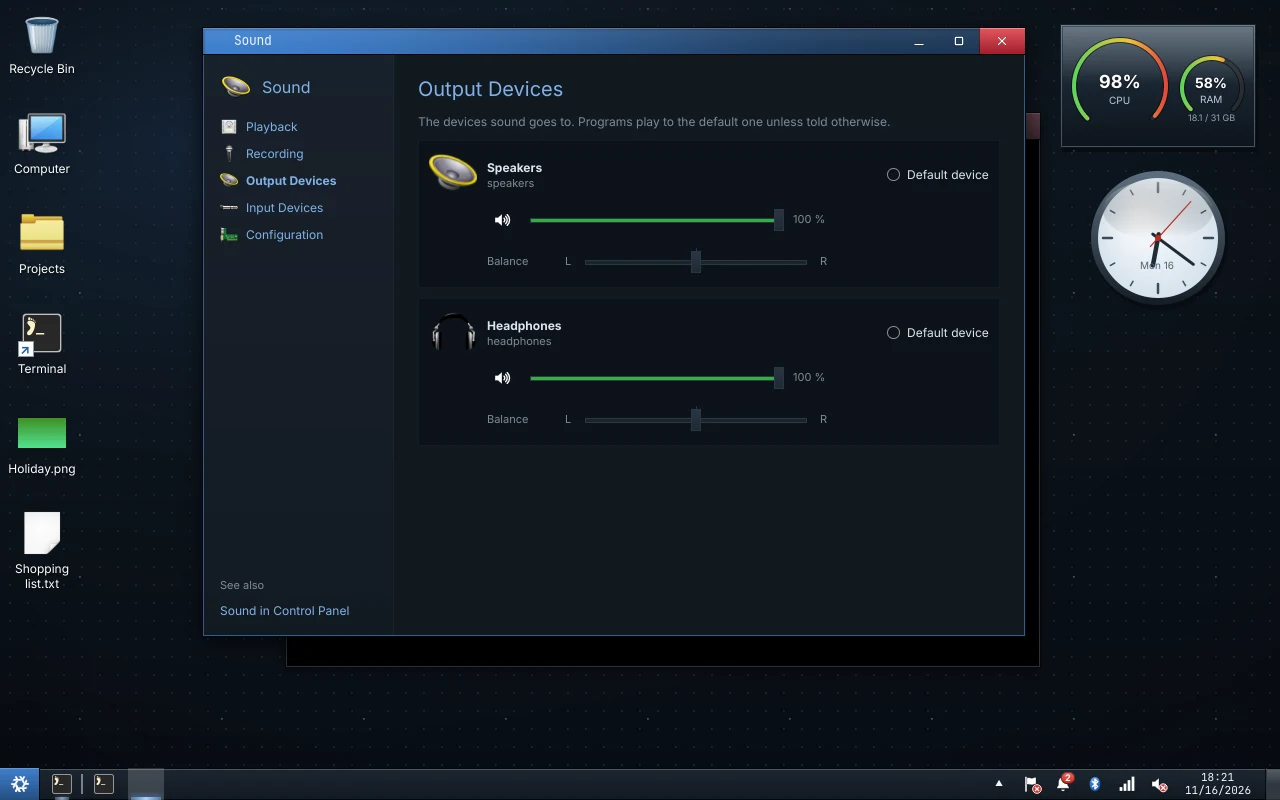 Recycle Bin
Computer
Projects
Terminal
Holiday.png
Shopping
list.txt
Sound
Sound
Playback
Recording
Output Devices
Input Devices
Configuration
See also
Sound in Control Panel
Output Devices
The devices sound goes to. Programs play to the default one unless told otherwise.
Speakers
speakers
Default device
100 %
Balance L R
Headphones
headphones
Default device
100 %
Balance L R
98%
CPU
58%
RAM
18.1 / 31 GB
Mon 16
2
18:21
11/16/2026